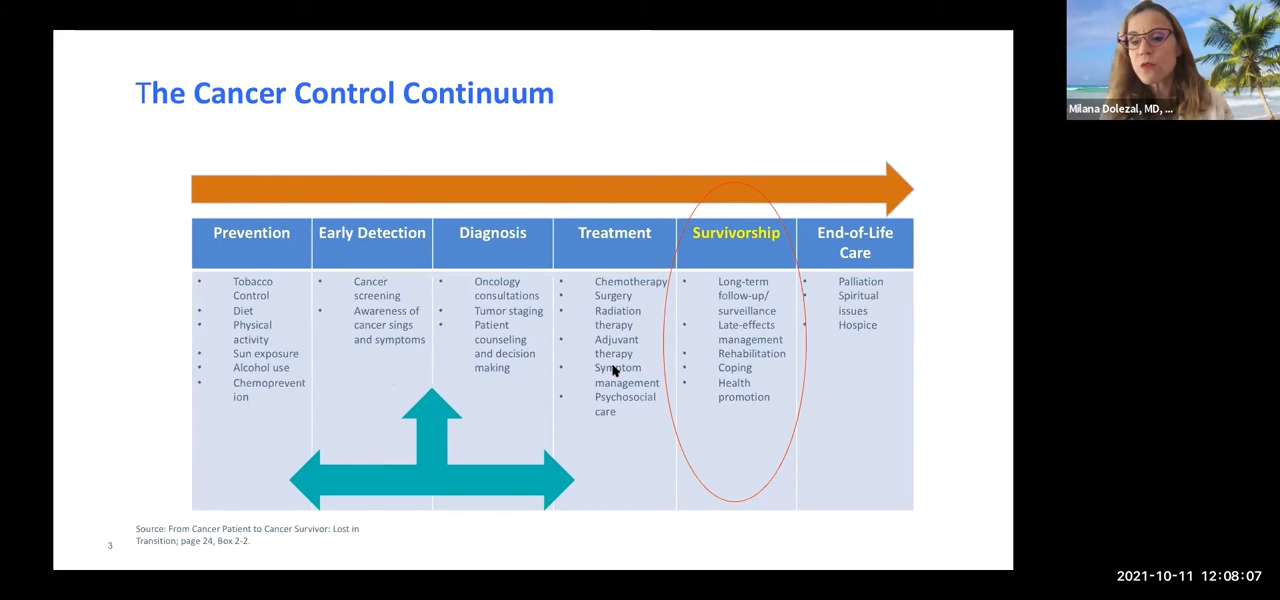 The Cancer Control Continuum
Milana Dolezal, MD, ...
Prevention
Early Detection
Diagnosis
Treatment
Survivorship
End-of-Life
Care
• Tobacco
Control
• Diet
• Physical
activity
• Sun exposure
• Alcohol use
• Chemoprevent
ion
• Cancer
screening
• Awareness of
cancer sings
and symptoms
• Oncology
consultations
• Tumor staging
• Patient
counseling
and decision
making
• Chemotherapy
• Surgery
• Radiation
therapy
• Adjuvant
therapy
• Symptom
management
• Psychosocial
care
• Long-term
follow-up/
surveillance
• Late-effects
management
• Rehabilitation
• Coping
• Health
promotion
• Palliation
• Spiritual
issues
• Hospice
Source: From Cancer Patient to Cancer Survivor: Lost in
Transition; page 24, Box 2-2.
3
2021-10-11 12:08:07